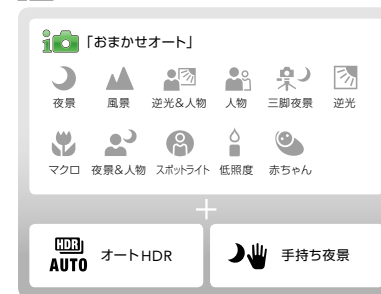 i 「おまかせオート」
夜景 風景 逆光&人物 人物 三脚夜景 逆光
マクロ 夜景&人物 スポットライト 低照度 赤ちゃん
+
HDR AUTO オートHDR 手持ち夜景